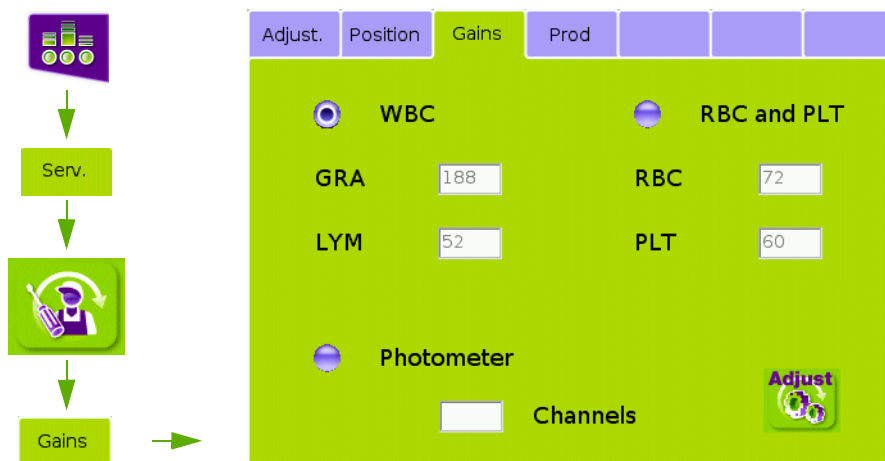 Serv.
Gains
Adjust. Position Gains Prod
WBC RBC and PLT
GRA 188 RBC 72
LYM 52 PLT 60
Photometer
Adjust
Channels